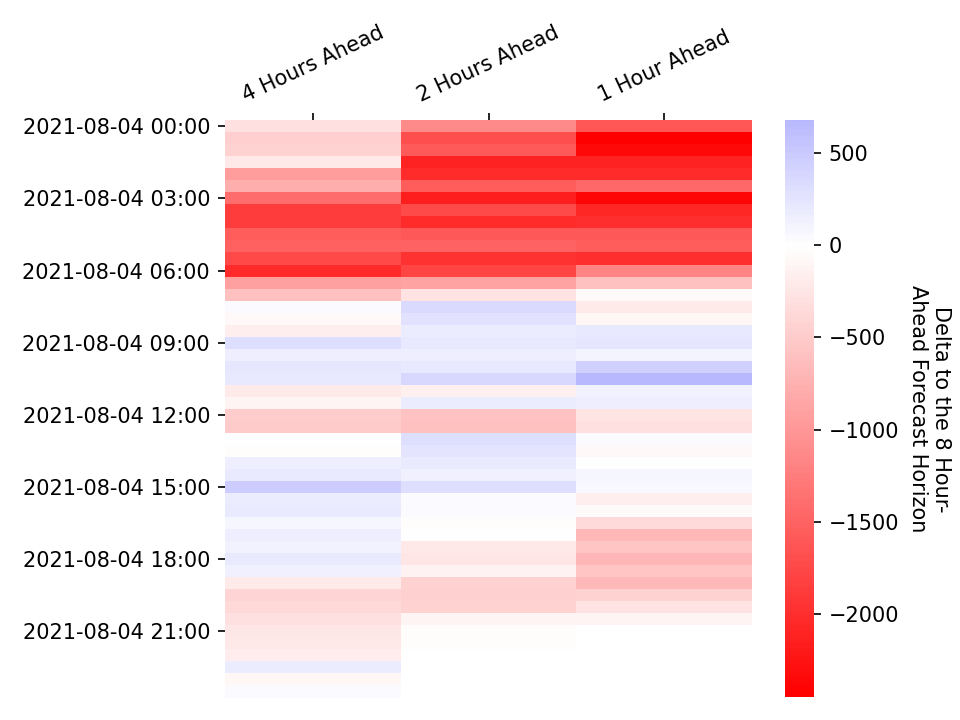 4 Hours Ahead
2 Hours Ahead
1 Hour Ahead
2021-08-04 00:00
2021-08-04 03:00
2021-08-04 06:00
2021-08-04 09:00
2021-08-04 12:00
2021-08-04 15:00
2021-08-04 18:00
2021-08-04 21:00
500
0
−500
−1000
−1500
−2000
Delta to the 8 Hour-
Ahead Forecast Horizon